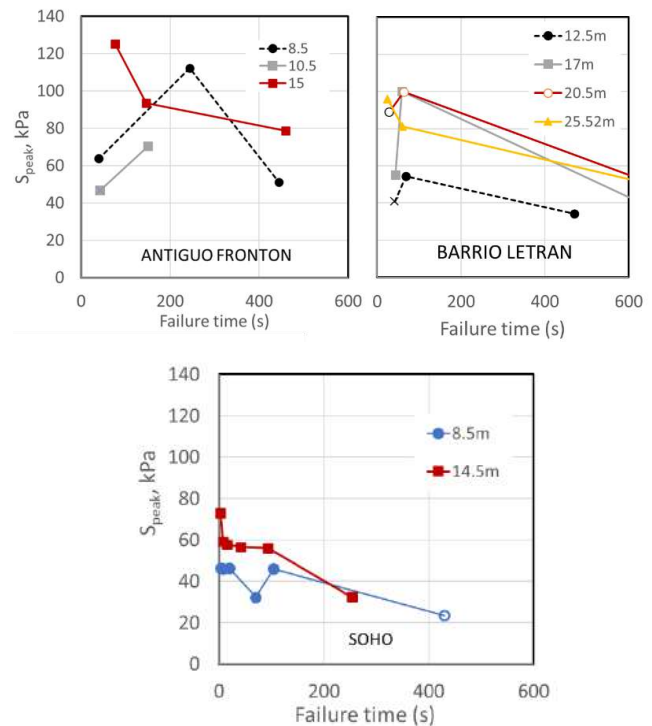 140
120
100
80
60
40
20
0
S_peak, kPa
8.5
10.5
15
ANTIGUO FRONTON
0 200 400 600
Failure time (s)
12.5m
17m
20.5m
25.52m
BARRIO LETRAN
0 200 400 600
Failure time (s)
140
120
100
80
60
40
20
0
S_peak, kPa
8.5m
14.5m
SOHO
0 200 400 600
Failure time (s)